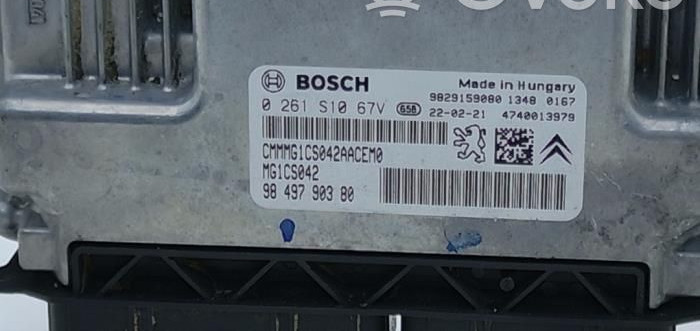 BOSCH
Made in Hungary
9829159080 1348 0167
0 261 S10 67V 658 22-02-21 4740013979
CMMMG1CS042AACEM0
MG1CS042
98 497 903 80